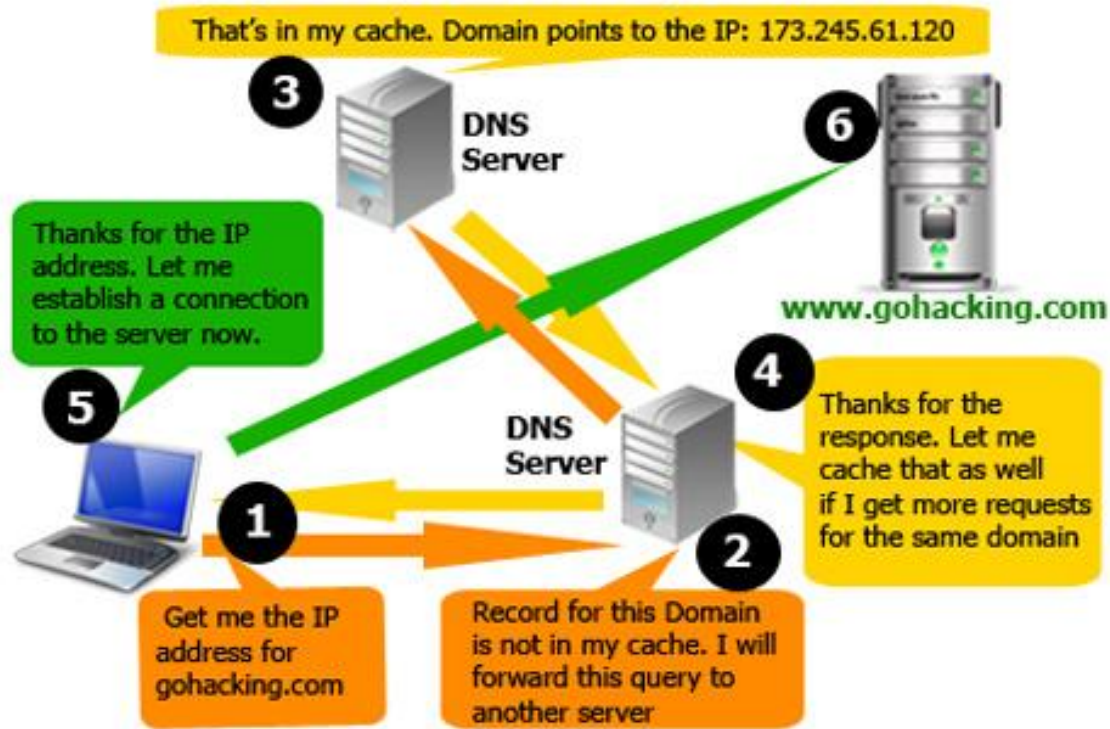 That's in my cache. Domain points to the IP: 173.245.61.120
3
DNS
Server
6
www.gohacking.com
Thanks for the IP
address. Let me
establish a connection
to the server now.
5
4
Thanks for the
response. Let me
cache that as well
if I get more requests
for the same domain
DNS
Server
1
2
Get me the IP
address for
gohacking.com
Record for this Domain
is not in my cache. I will
forward this query to
another server